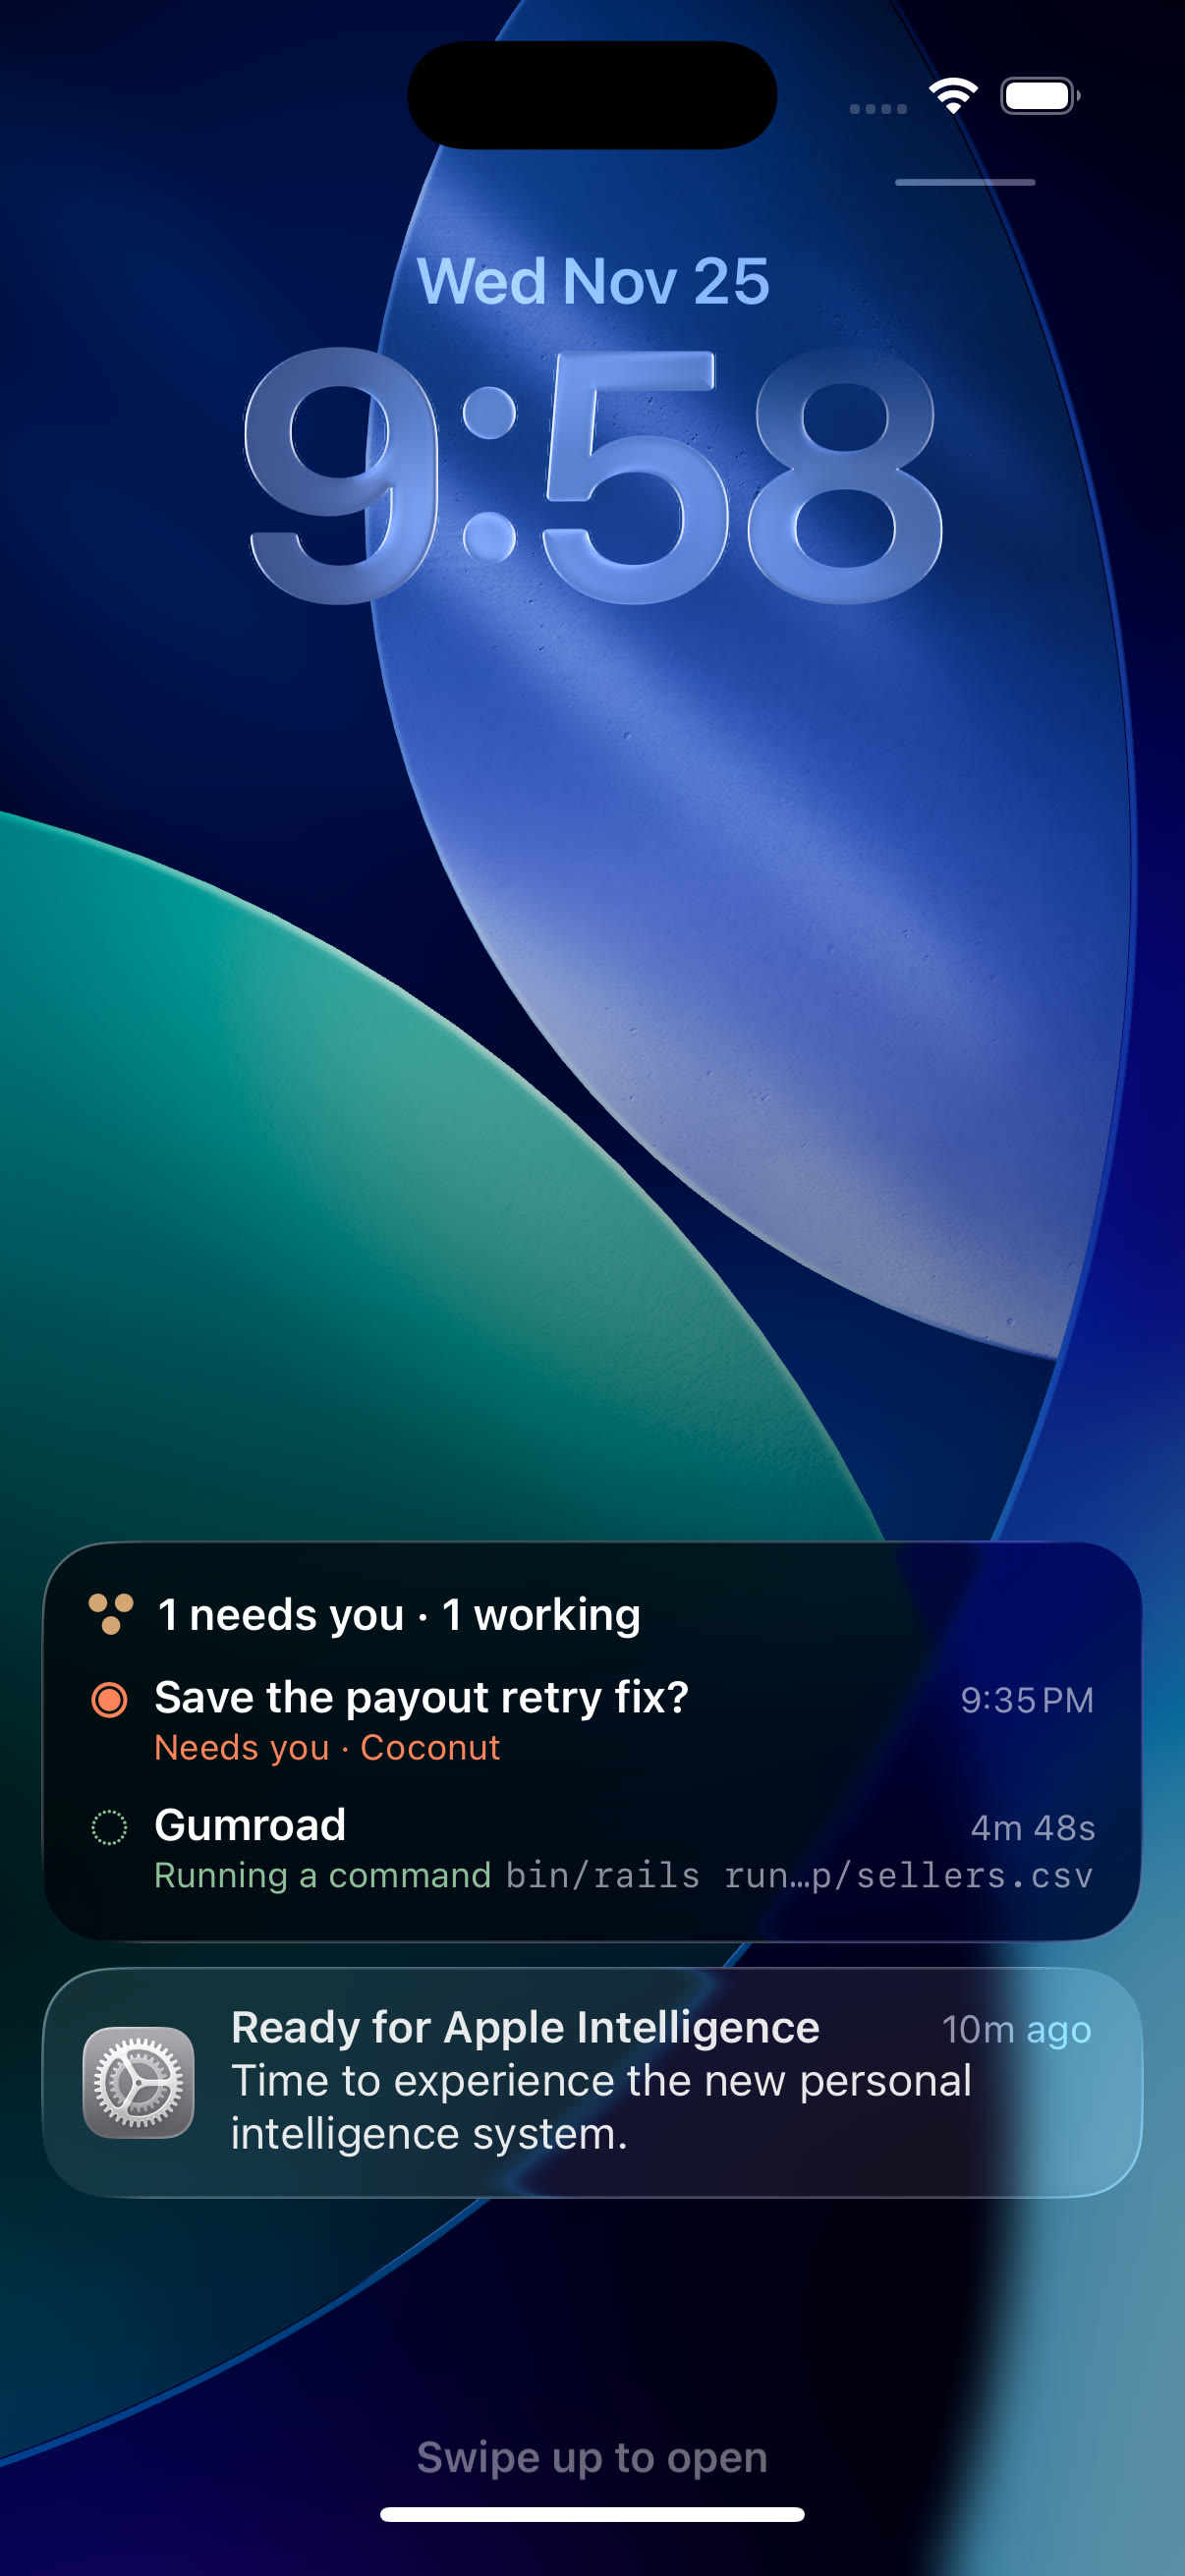 Wed Nov 25
9:58
1 needs you · 1 working
Save the payout retry fix? 9:35 PM
Needs you · Coconut
Gumroad 4m 48s
Running a command bin/rails run…p/sellers.csv
Ready for Apple Intelligence 10m ago
Time to experience the new personal
intelligence system.
Swipe up to open